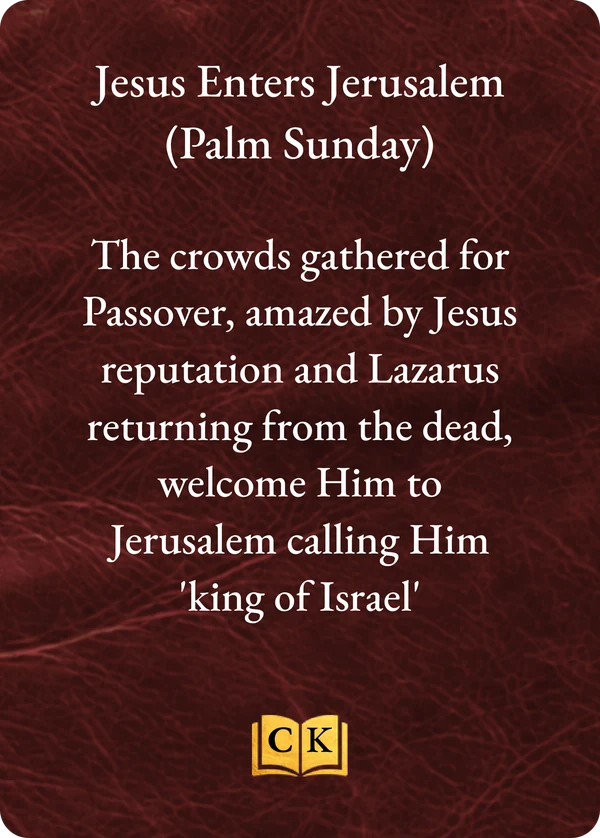 Jesus Enters Jerusalem
(Palm Sunday)
The crowds gathered for
Passover, amazed by Jesus
reputation and Lazarus
returning from the dead,
welcome Him to
Jerusalem calling Him
'king of Israel'
C K